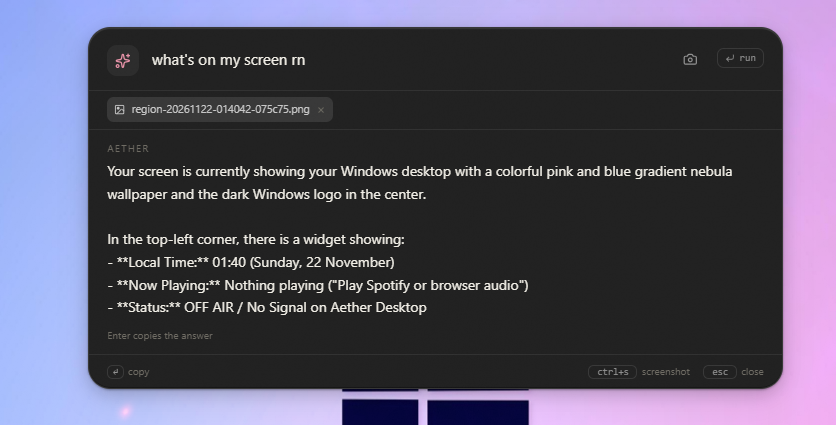 what's on my screen rn
run
region-20261122-014042-075c75.png ×
AETHER
Your screen is currently showing your Windows desktop with a colorful pink and blue gradient nebula
wallpaper and the dark Windows logo in the center.
In the top-left corner, there is a widget showing:
- **Local Time:** 01:40 (Sunday, 22 November)
- **Now Playing:** Nothing playing ("Play Spotify or browser audio")
- **Status:** OFF AIR / No Signal on Aether Desktop
Enter copies the answer
copy ctrl+s screenshot esc close